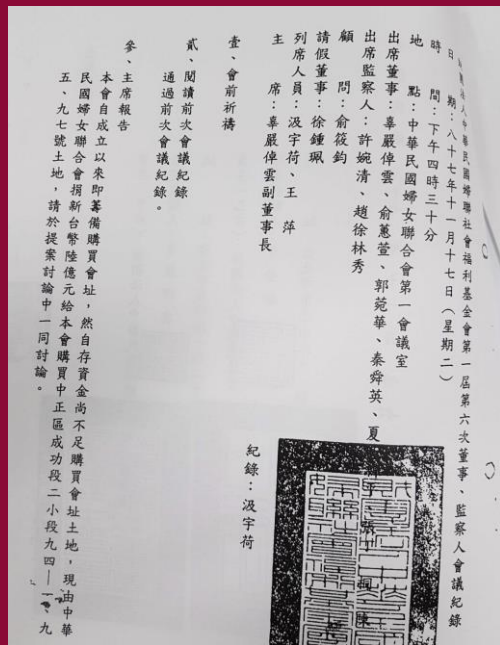 中華民國婦聯社會福利基金會第一屆第六次董事、監察人會議紀錄
日　　期：八十七年十一月十七日（星期二）
時　　間：下午四時三十分
地　　點：中華民國婦女聯合會第一會議室
出席董事：辜嚴倬雲、俞蕙萱、郭菀華、秦舜英、夏
出席監察人：許婉清、趙徐林秀
顧　　問：俞筱鈞
請假董事：徐鍾珮
列席人員：汲宇荷、王　萍
主　　席：辜嚴倬雲副董事長
紀錄：汲宇荷
壹、會前祈禱
貳、閱讀前次會議紀錄
通過前次會議紀錄。
參、主席報告
本會自成立以來即籌備購買會址，然自存資金尚不足購買會址土地，現由中華
民國婦女聯合會捐新台幣陸億元給本會購買中正區成功段二小段九四——、九
五、九七號土地，請於提案討論中一同討論。